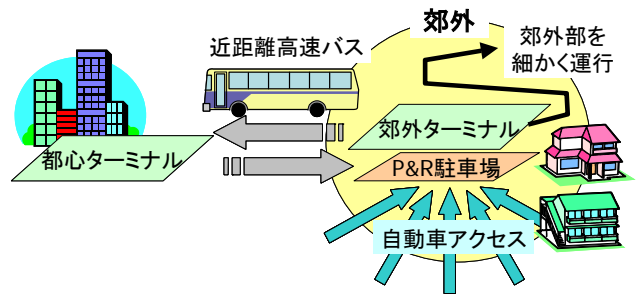 郊外
近距離高速バス
郊外部を
細かく運行
郊外ターミナル
都心ターミナル
P&R駐車場
自動車アクセス